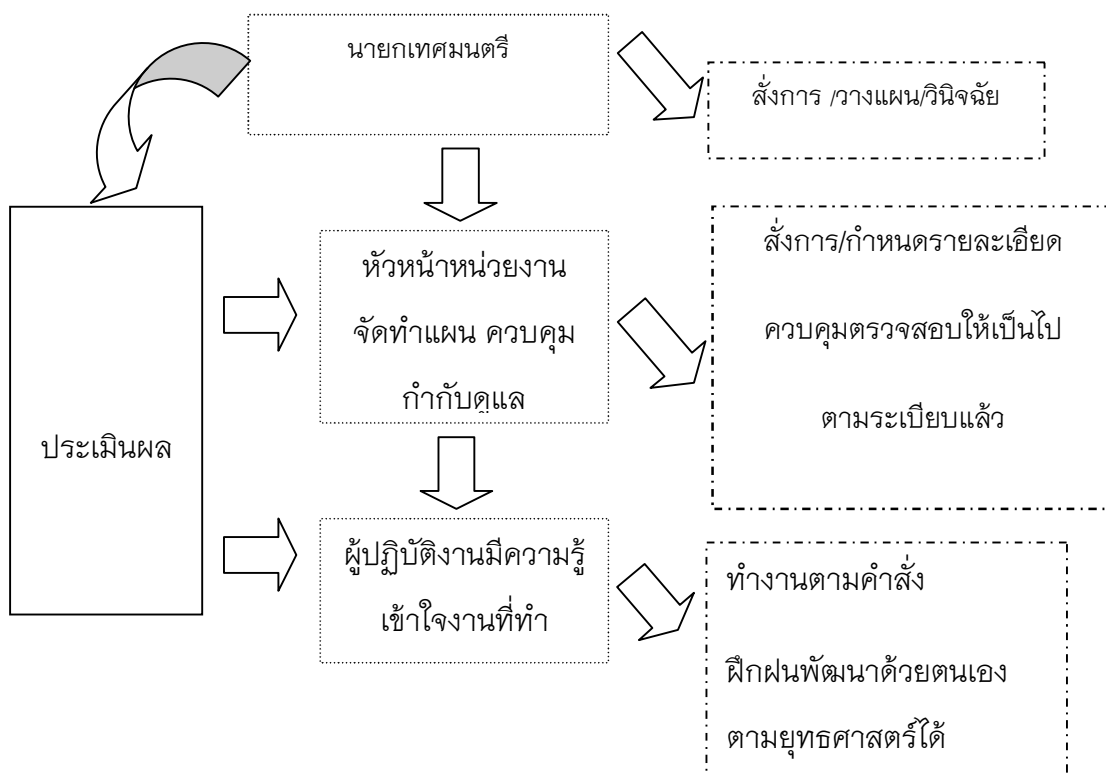 นายกเทศมนตรี
สั่งการ /วางแผน/วินิจฉัย
หัวหน้าหน่วยงาน
จัดทำแผน ควบคุม
กำกับดูแล
สั่งการ/กำหนดรายละเอียด
ควบคุมตรวจสอบให้เป็นไป
ตามระเบียบแล้ว
ประเมินผล
ผู้ปฏิบัติงานมีความรู้
เข้าใจงานที่ทำ
ทำงานตามคำสั่ง
ฝึกฝนพัฒนาด้วยตนเอง
ตามยุทธศาสตร์ได้